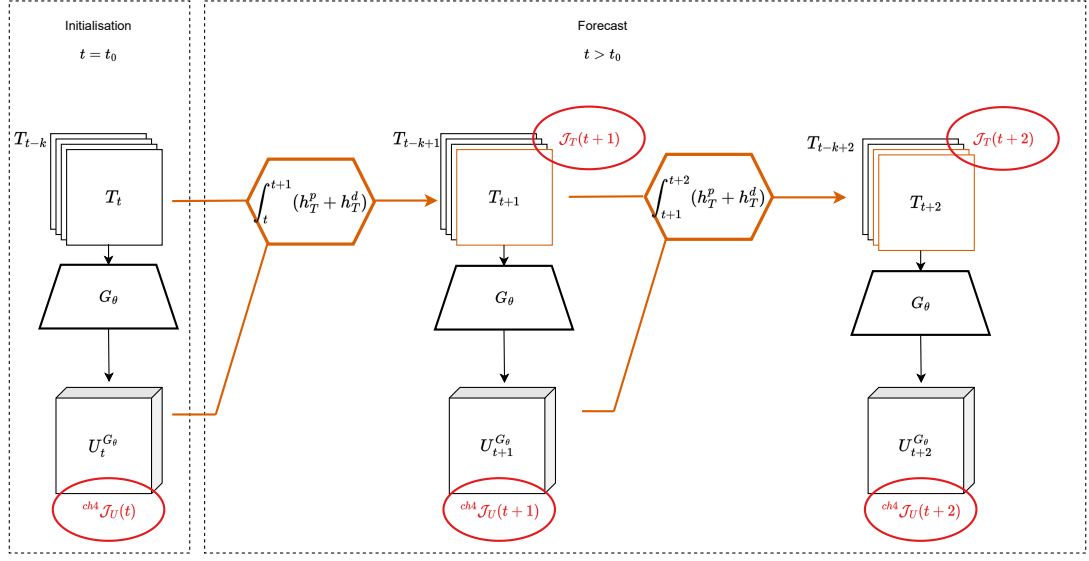 Initialisation
t = t_0
T_{t-k}
T_t
G_θ
U_t^{G_θ}
^{ch4}𝒥_U(t)
Forecast
t > t_0
∫_t^{t+1}(h_T^p + h_T^d)
T_{t-k+1}
𝒥_T(t+1)
T_{t+1}
G_θ
U_{t+1}^{G_θ}
^{ch4}𝒥_U(t+1)
∫_{t+1}^{t+2}(h_T^p + h_T^d)
T_{t-k+2}
𝒥_T(t+2)
T_{t+2}
G_θ
U_{t+2}^{G_θ}
^{ch4}𝒥_U(t+2)